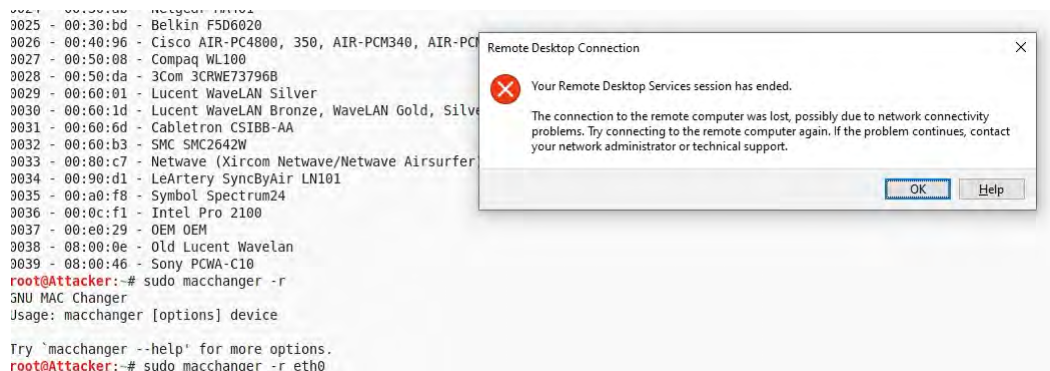 0025 - 00:30:bd - Belkin F5D6020
0026 - 00:40:96 - Cisco AIR-PC4800, 350, AIR-PCM340, AIR-PCM
0027 - 00:50:08 - Compaq WL100
0028 - 00:50:da - 3Com 3CRWE73796B
0029 - 00:60:01 - Lucent WaveLAN Silver
0030 - 00:60:1d - Lucent WaveLAN Bronze, WaveLAN Gold, Silve
0031 - 00:60:6d - Cabletron CSIBB-AA
0032 - 00:60:b3 - SMC SMC2642W
0033 - 00:80:c7 - Netwave (Xircom Netwave/Netwave Airsurfer)
0034 - 00:90:d1 - LeArtery SyncByAir LN101
0035 - 00:a0:f8 - Symbol Spectrum24
0036 - 00:0c:f1 - Intel Pro 2100
0037 - 00:e0:29 - OEM OEM
0038 - 08:00:0e - Old Lucent Wavelan
0039 - 08:00:46 - Sony PCWA-C10
root@Attacker:~# sudo macchanger -r
GNU MAC Changer
Usage: macchanger [options] device
Try `macchanger --help' for more options.
root@Attacker:~# sudo macchanger -r eth0
Remote Desktop Connection
Your Remote Desktop Services session has ended.
The connection to the remote computer was lost, possibly due to network connectivity
problems. Try connecting to the remote computer again. If the problem continues, contact
your network administrator or technical support.
OK Help